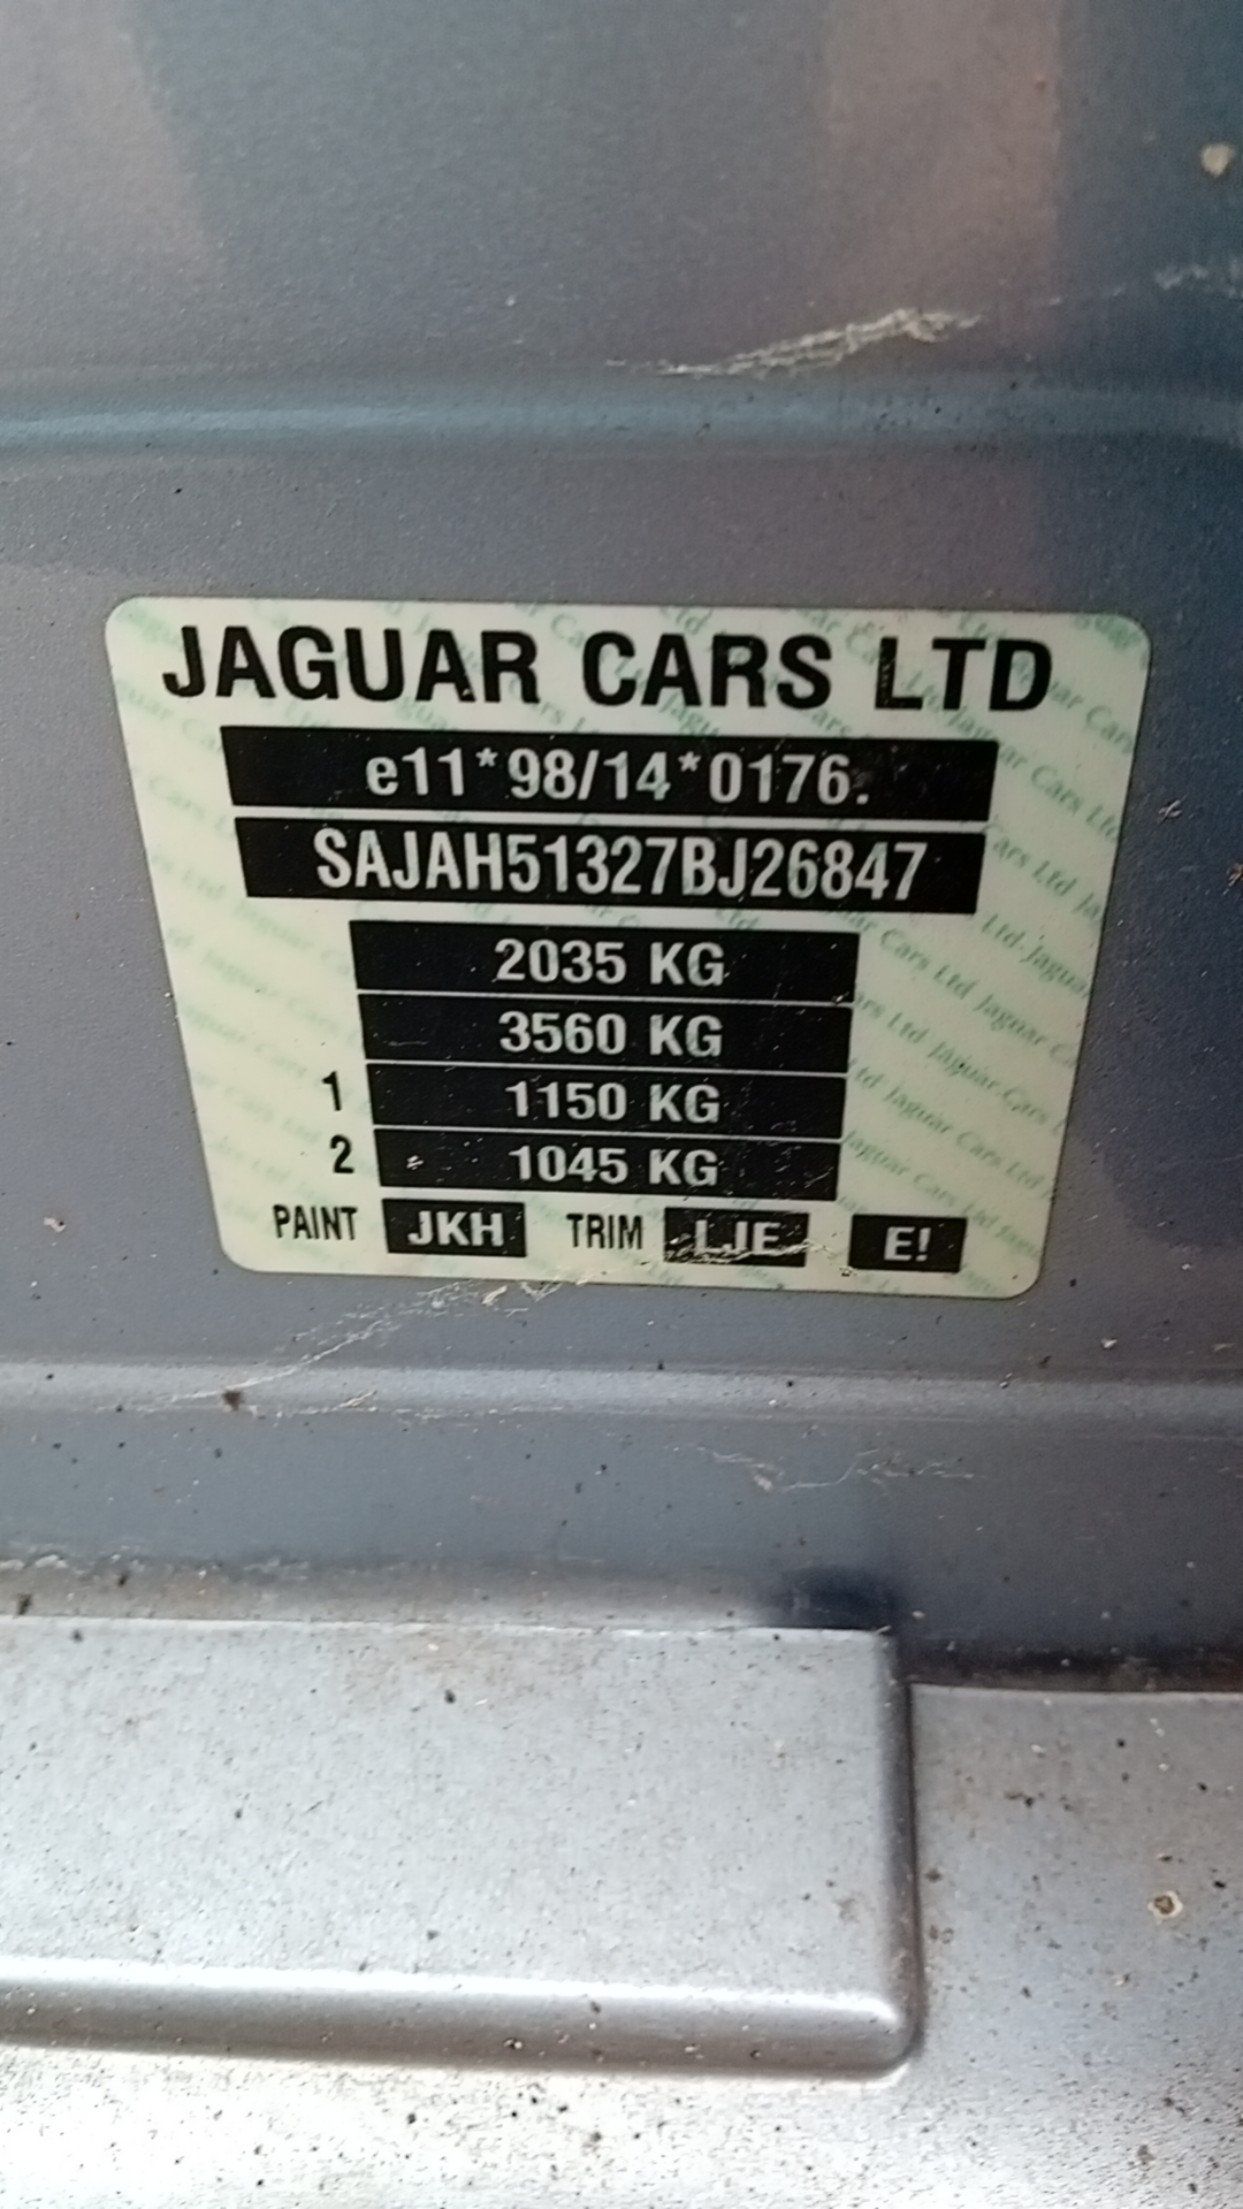 JAGUAR CARS LTD
e11*98/14*0176.
SAJAH51327BJ26847
2035 KG
3560 KG
1 1150 KG
2 1045 KG
PAINT JKH TRIM LJE E!